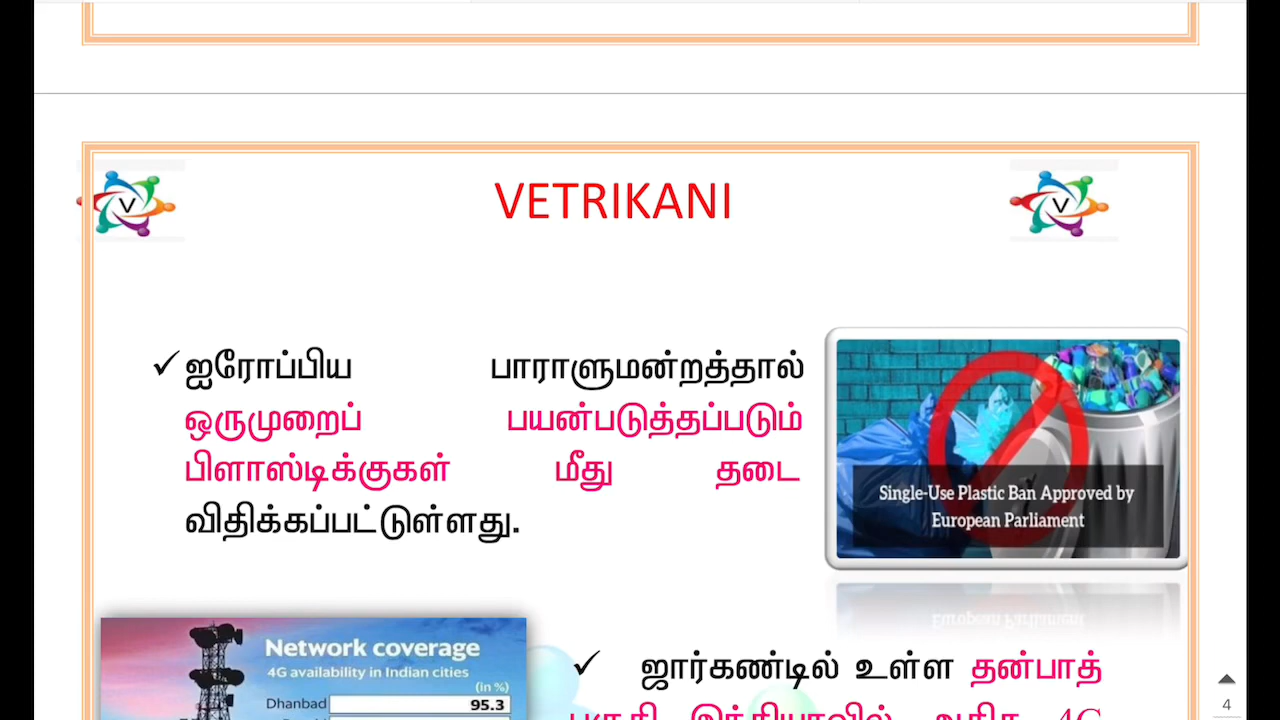 VETRIKANI
V
V
✓ ஐரோப்பிய பாராளுமன்றத்தால்
ஒருமுறைப் பயன்படுத்தப்படும்
பிளாஸ்டிக்குகள் மீது தடை
விதிக்கப்பட்டுள்ளது.
Single-Use Plastic Ban Approved by
European Parliament
Network coverage
4G availability in Indian cities
(in %)
Dhanbad 95.3
✓ ஜார்கண்டில் உள்ள தன்பாத்
4